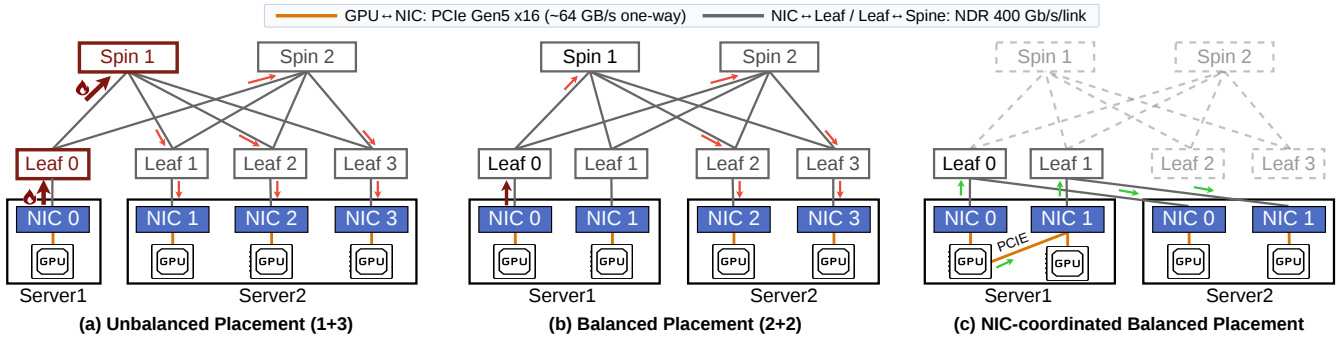 GPU↔NIC: PCIe Gen5 x16 (~64 GB/s one-way) NIC↔Leaf / Leaf↔Spine: NDR 400 Gb/s/link
Spin 1 Spin 2
Leaf 0 Leaf 1 Leaf 2 Leaf 3
NIC 0 NIC 1 NIC 2 NIC 3
GPU GPU GPU GPU
Server1 Server2
(a) Unbalanced Placement (1+3)
Spin 1 Spin 2
Leaf 0 Leaf 1 Leaf 2 Leaf 3
NIC 0 NIC 1 NIC 2 NIC 3
GPU GPU GPU GPU
Server1 Server2
(b) Balanced Placement (2+2)
Spin 1 Spin 2
Leaf 0 Leaf 1 Leaf 2 Leaf 3
NIC 0 NIC 1 NIC 0 NIC 1
PCIE
GPU GPU GPU GPU
Server1 Server2
(c) NIC-coordinated Balanced Placement